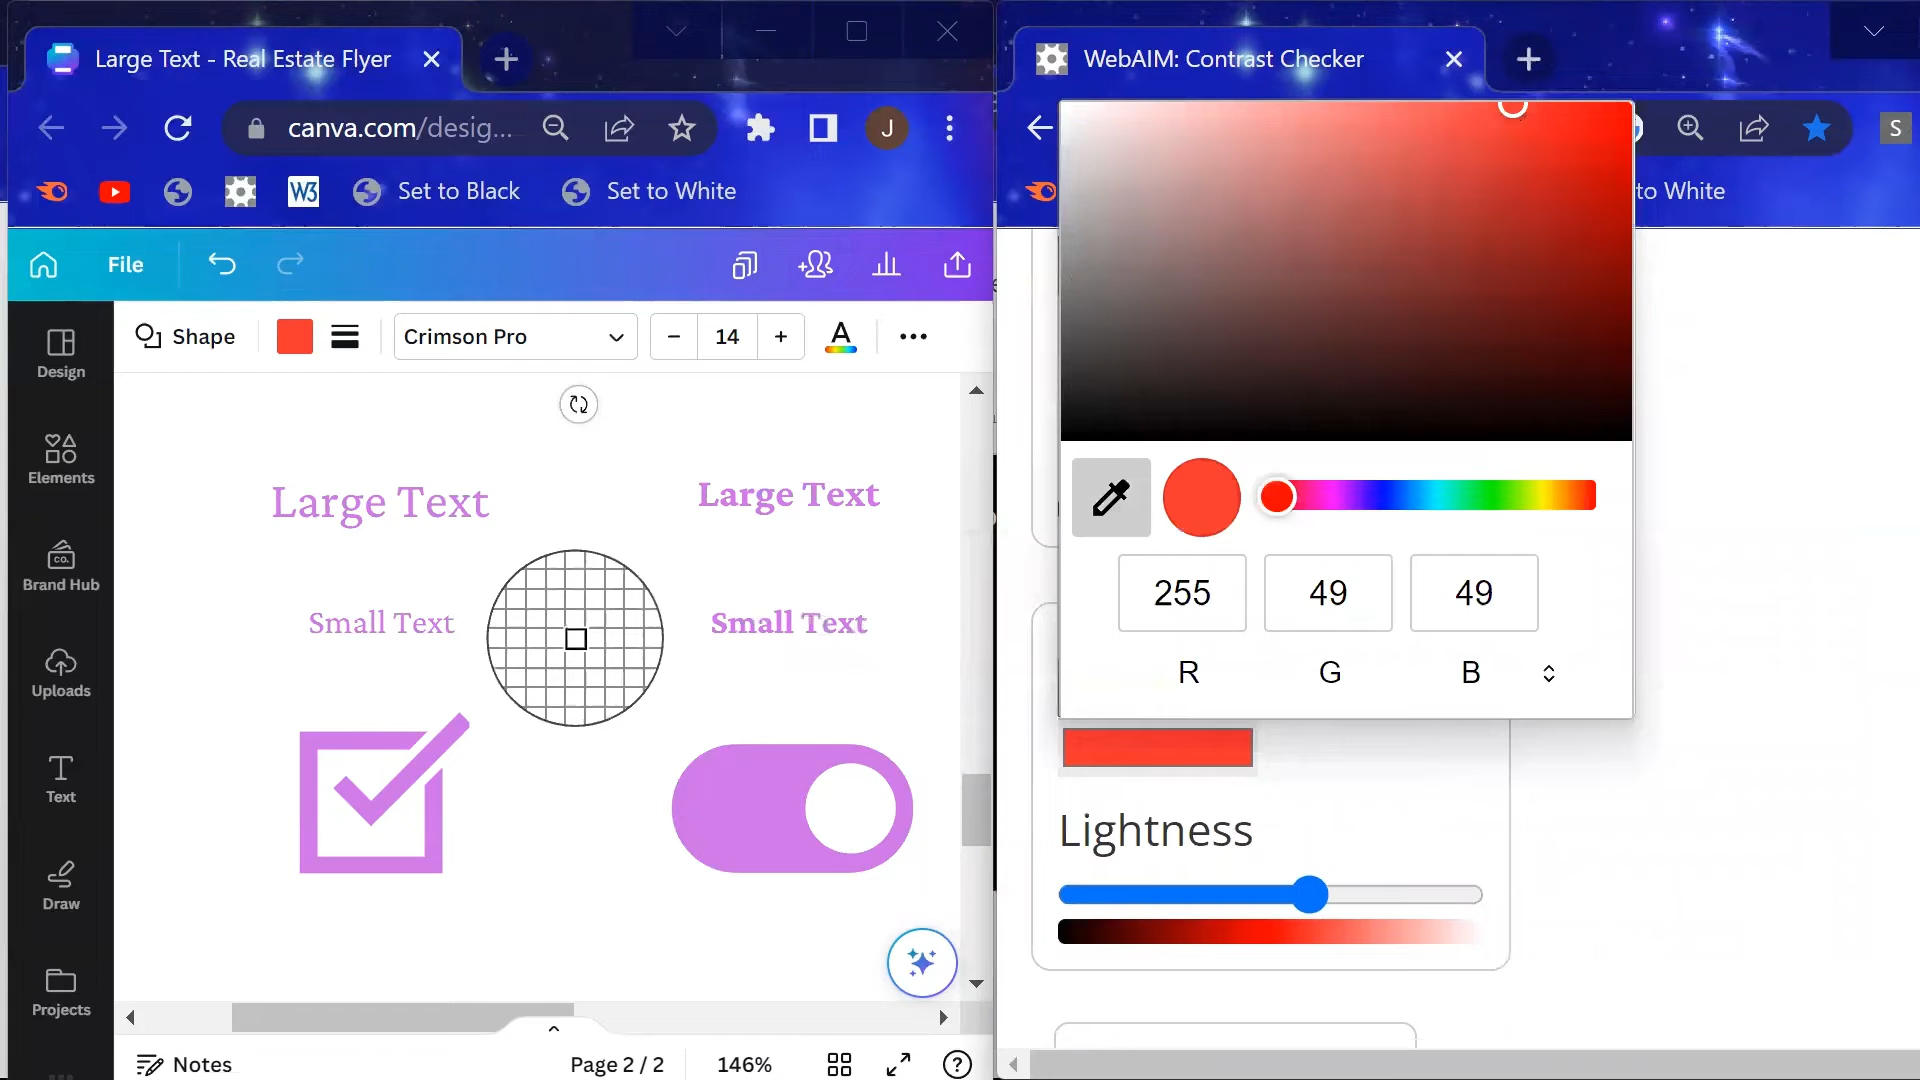 Large Text - Real Estate Flyer
canva.com/desig...
J
W3
Set to Black
Set to White
File
Shape
Crimson Pro
− 14 +
A
Design
Elements
CO.
Brand Hub
Uploads
Text
Draw
Projects
Large Text
Large Text
Small Text
Small Text
Notes
Page 2 / 2
146%
?
WebAIM: Contrast Checker
S
to White
255
49
49
R
G
B
Lightness